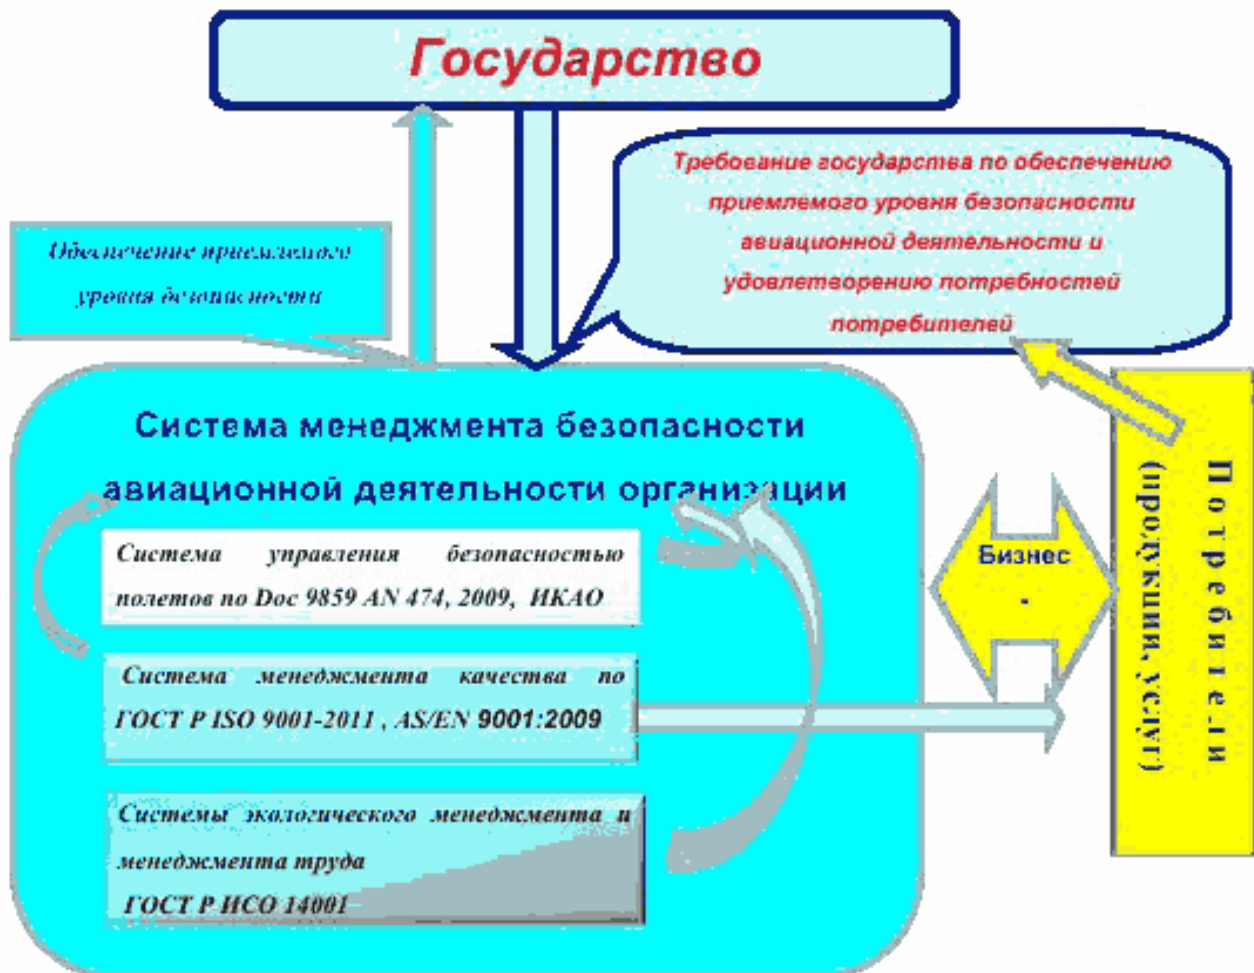 Государство
Требование государства по обеспечению
приемлемого уровня безопасности
авиационной деятельности и
удовлетворению потребностей
потребителей
Обеспечение приемлемого
уровня безопасности
Система менеджмента безопасности
авиационной деятельности организации
Система управления безопасностью
полетов по Doc 9859 AN 474, 2009, ИКАО
Система менеджмента качества по
ГОСТ Р ISO 9001-2011 , AS/EN 9001:2009
Системы экологического менеджмента и
менеджмента труда
ГОСТ Р ИСО 14001
Бизнес
-
Потребители
(продукции, услуг)